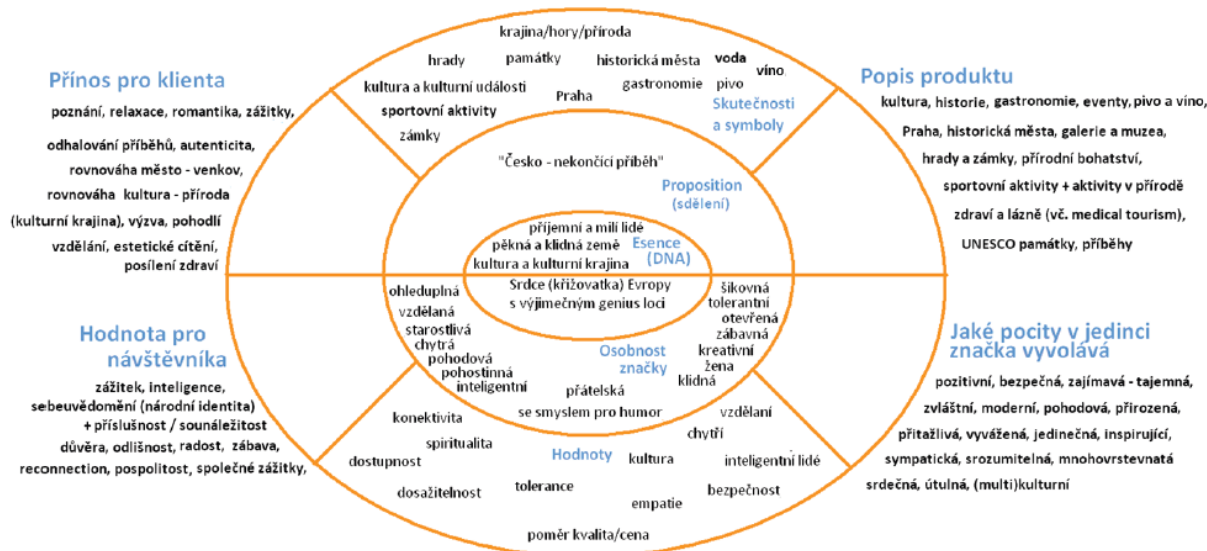 krajina/hory/příroda
hrady
památky
historická města
voda
víno,
kultura a kulturní události
gastronomie
pivo
Praha
sportovní aktivity
zámky
Skutečnosti
a symboly
Přínos pro klienta
poznání, relaxace, romantika, zážitky,
odhalování příběhů, autenticita,
rovnováha město - venkov,
rovnováha kultura - příroda
(kulturní krajina), výzva, pohodlí
vzdělání, estetické cítění,
posílení zdraví
Popis produktu
kultura, historie, gastronomie, eventy, pivo a víno,
Praha, historická města, galerie a muzea,
hrady a zámky, přírodní bohatství,
sportovní aktivity + aktivity v přírodě
zdraví a lázně (vč. medical tourism),
UNESCO památky, příběhy
"Česko - nekončící příběh"
Proposition
(sdělení)
příjemní a milí lidé
pěkná a klidná země
kultura a kulturní krajina
Esence
(DNA)
Srdce (křižovatka) Evropy
s výjimečným genius loci
ohleduplná
vzdělaná
starostlivá
chytrá
pohodová
pohostinná
inteligentní
přátelská
se smyslem pro humor
Osobnost
značky
šikovná
tolerantní
otevřená
zábavná
kreativní
žena
klidná
Hodnota pro
návštěvníka
zážitek, inteligence,
sebeuvědomění (národní identita)
+ příslušnost / sounáležitost
důvěra, odlišnost, radost, zábava,
reconnection, pospolitost, společné zážitky,
Jaké pocity v jedinci
značka vyvolává
pozitivní, bezpečná, zajímavá - tajemná,
zvláštní, moderní, pohodová, přirozená,
přitažlivá, vyvážená, jedinečná, inspirující,
sympatická, srozumitelná, mnohovrstevnatá
srdečná, útulná, (multi)kulturní
konektivita
vzdělaní
spiritualita
chytří
Hodnoty
dostupnost
kultura
inteligentní lidé
dosažitelnost
tolerance
bezpečnost
empatie
poměr kvalita/cena